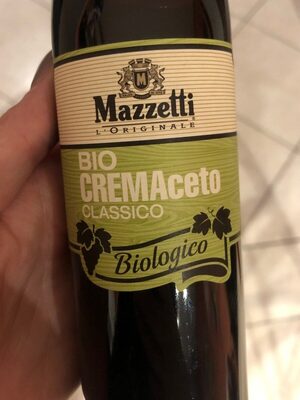 M
Mazzetti
L'ORIGINALE
BIO
CREMAceto
CLASSICO
Biologico